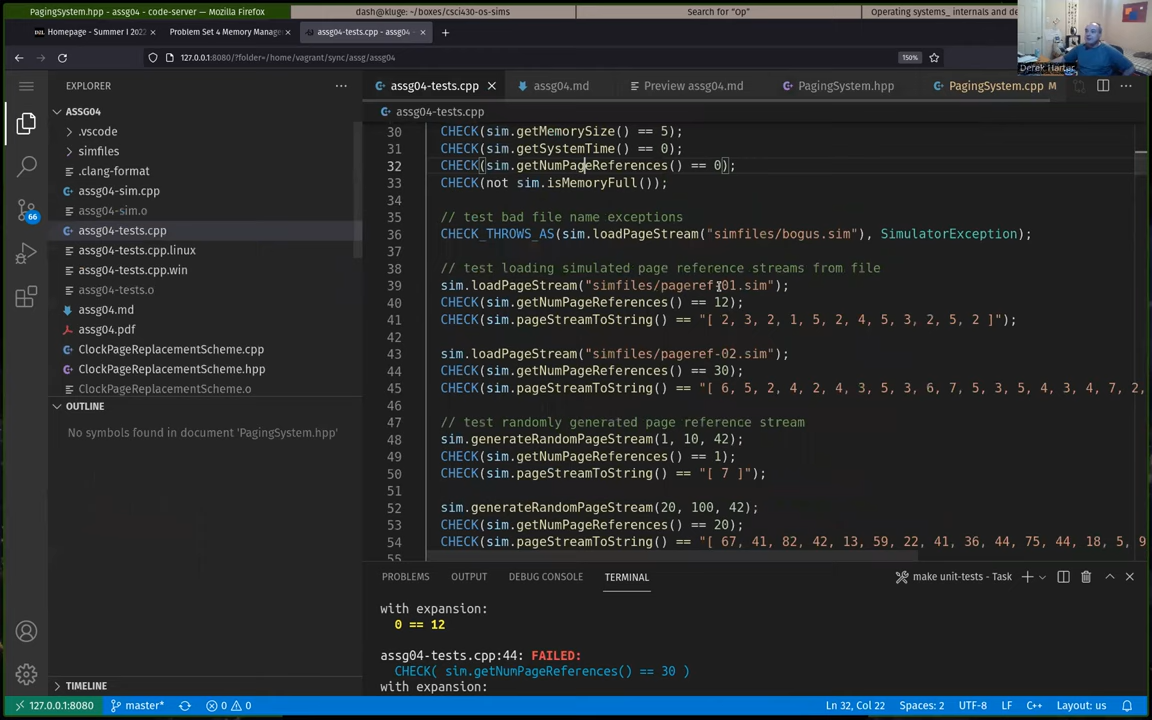 PagingSystem.hpp - assg04 - code-server — Mozilla Firefox
dash@kluge: ~/boxes/csci430-os-sims
Search for "Op"
Operating systems_ internals and de
Homepage - Summer I 2022
Problem Set 4 Memory Manage
assg04-tests.cpp - assg04 -
127.0.0.1:8080/?folder=/home/vagrant/sync/assg/assg04
150%
Derek Harter
EXPLORER
ASSG04
.vscode
simfiles
.clang-format
assg04-sim.cpp
assg04-sim.o
assg04-tests.cpp
assg04-tests.cpp.linux
assg04-tests.cpp.win
assg04-tests.o
assg04.md
assg04.pdf
ClockPageReplacementScheme.cpp
ClockPageReplacementScheme.hpp
ClockPageReplacementScheme.o
66
OUTLINE
No symbols found in document 'PagingSystem.hpp'
TIMELINE
assg04-tests.cpp
assg04.md
Preview assg04.md
PagingSystem.hpp
PagingSystem.cpp M
assg04-tests.cpp
30 CHECK(sim.getMemorySize() == 5);
31 CHECK(sim.getSystemTime() == 0);
32 CHECK(sim.getNumPageReferences() == 0);
33 CHECK(not sim.isMemoryFull());
34
35 // test bad file name exceptions
36 CHECK_THROWS_AS(sim.loadPageStream("simfiles/bogus.sim"), SimulatorException);
37
38 // test loading simulated page reference streams from file
39 sim.loadPageStream("simfiles/pageref-01.sim");
40 CHECK(sim.getNumPageReferences() == 12);
41 CHECK(sim.pageStreamToString() == "[ 2, 3, 2, 1, 5, 2, 4, 5, 3, 2, 5, 2 ]");
42
43 sim.loadPageStream("simfiles/pageref-02.sim");
44 CHECK(sim.getNumPageReferences() == 30);
45 CHECK(sim.pageStreamToString() == "[ 6, 5, 2, 4, 2, 4, 3, 5, 3, 6, 7, 5, 3, 5, 4, 3, 4, 7, 2,
46
47 // test randomly generated page reference stream
48 sim.generateRandomPageStream(1, 10, 42);
49 CHECK(sim.getNumPageReferences() == 1);
50 CHECK(sim.pageStreamToString() == "[ 7 ]");
51
52 sim.generateRandomPageStream(20, 100, 42);
53 CHECK(sim.getNumPageReferences() == 20);
54 CHECK(sim.pageStreamToString() == "[ 67, 41, 82, 42, 13, 59, 22, 41, 36, 44, 75, 44, 18, 5, 9
55
PROBLEMS OUTPUT DEBUG CONSOLE TERMINAL
make unit-tests - Task
with expansion:
0 == 12
assg04-tests.cpp:44: FAILED:
CHECK( sim.getNumPageReferences() == 30 )
with expansion:
127.0.0.1:8080 master* 0 0 Ln 32, Col 22 Spaces: 2 UTF-8 LF C++ Layout: us